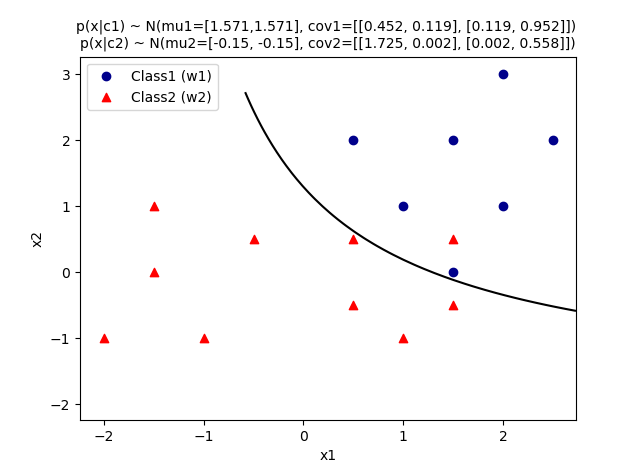 p(x|c1) ~ N(mu1=[1.571,1.571], cov1=[[0.452, 0.119], [0.119, 0.952]])
p(x|c2) ~ N(mu2=[-0.15, -0.15], cov2=[[1.725, 0.002], [0.002, 0.558]])
Class1 (w1)
Class2 (w2)
3
2
1
0
−1
−2
x2
−2 −1 0 1 2
x1